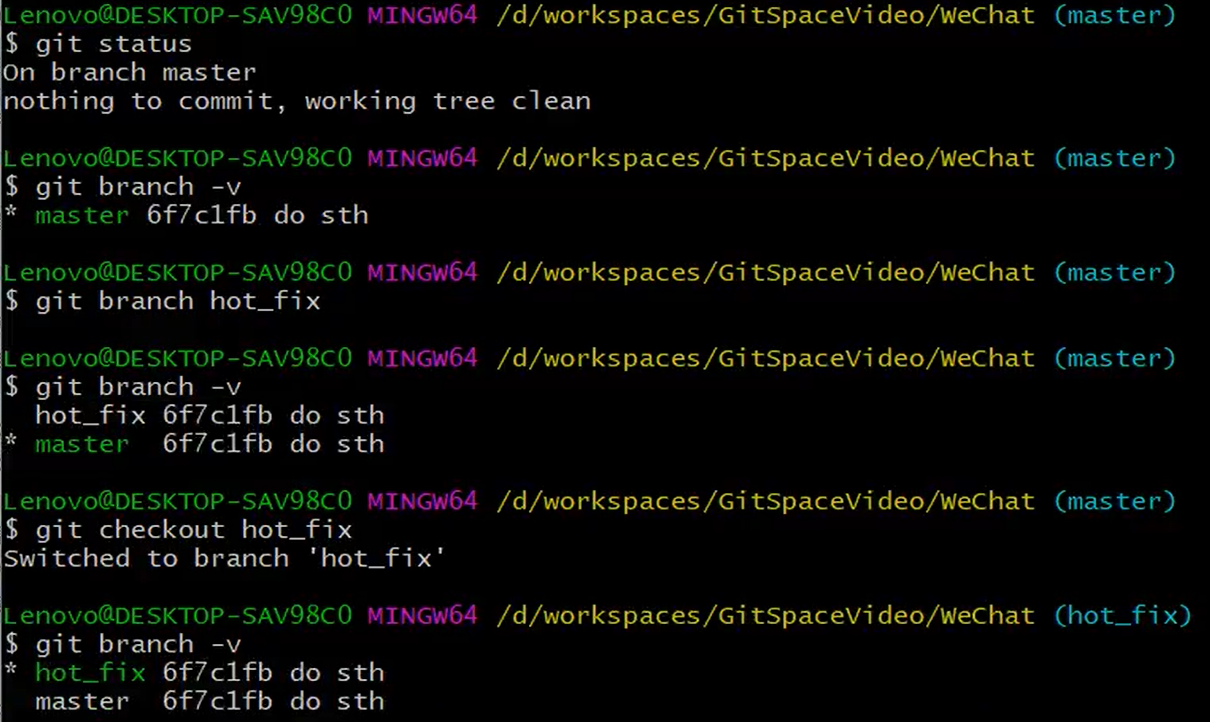 Lenovo@DESKTOP-SAV98C0 MINGW64 /d/workspaces/GitSpaceVideo/WeChat (master)
$ git status
On branch master
nothing to commit, working tree clean
Lenovo@DESKTOP-SAV98C0 MINGW64 /d/workspaces/GitSpaceVideo/WeChat (master)
$ git branch -v
* master 6f7c1fb do sth
Lenovo@DESKTOP-SAV98C0 MINGW64 /d/workspaces/GitSpaceVideo/WeChat (master)
$ git branch hot_fix
Lenovo@DESKTOP-SAV98C0 MINGW64 /d/workspaces/GitSpaceVideo/WeChat (master)
$ git branch -v
  hot_fix 6f7c1fb do sth
* master  6f7c1fb do sth
Lenovo@DESKTOP-SAV98C0 MINGW64 /d/workspaces/GitSpaceVideo/WeChat (master)
$ git checkout hot_fix
Switched to branch 'hot_fix'
Lenovo@DESKTOP-SAV98C0 MINGW64 /d/workspaces/GitSpaceVideo/WeChat (hot_fix)
$ git branch -v
* hot_fix 6f7c1fb do sth
  master  6f7c1fb do sth